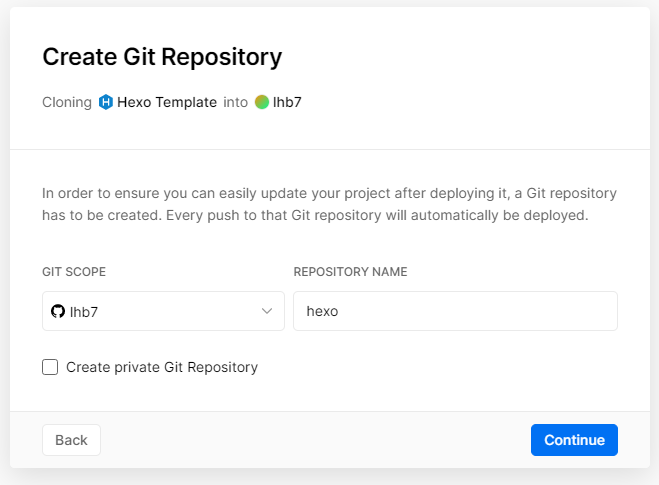 Create Git Repository
Cloning Hexo Template into lhb7
In order to ensure you can easily update your project after deploying it, a Git repository
has to be created. Every push to that Git repository will automatically be deployed.
GIT SCOPE REPOSITORY NAME
lhb7 hexo
Create private Git Repository
Back Continue